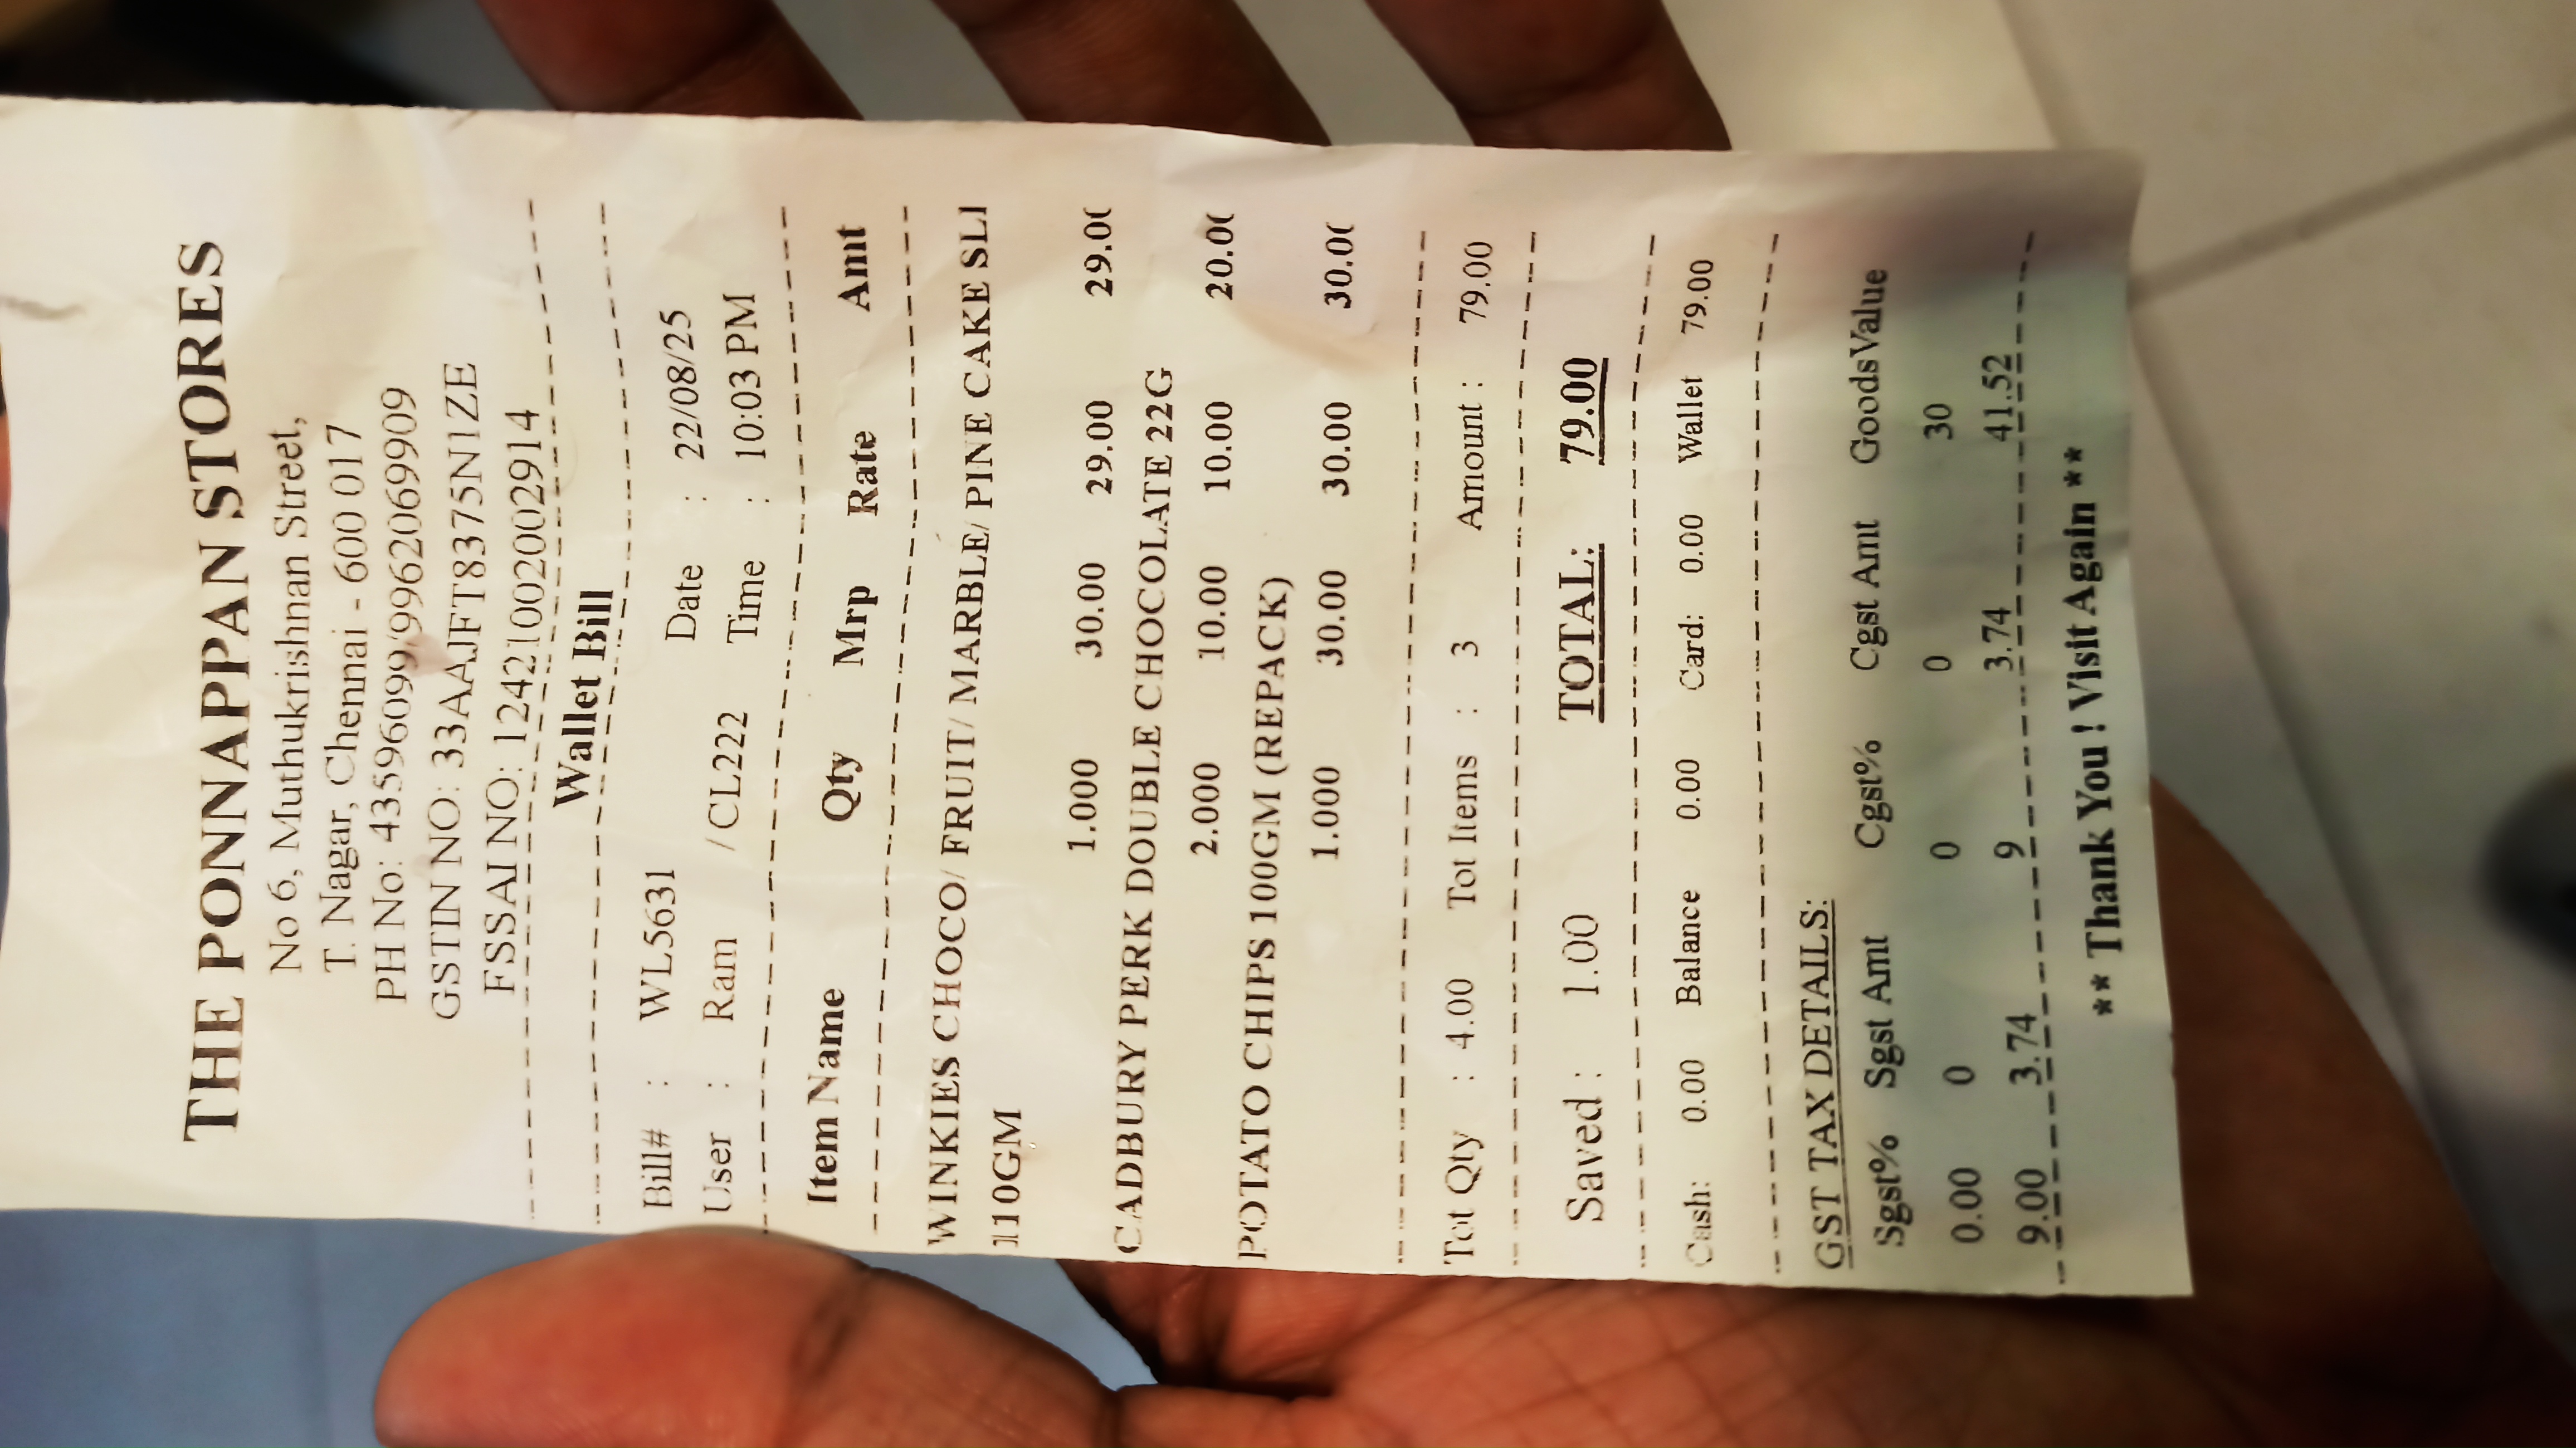 THE PONNAPPAN STORES
No 6, Muthukrishnan Street,
T. Nagar, Chennai - 600 017
PH No: 43596099/9962069909
GSTIN NO: 33AAJFT8375N1ZE
FSSAI NO: 12421002002914
Wallet Bill
Bill# : WL5631 Date : 22/08/25
User : Ram / CL222 Time : 10:03 PM
Item Name Qty Mrp Rate Amt
WINKIES CHOCO/ FRUIT/ MARBLE/ PINE CAKE SLI
110GM
1.000 30.00 29.00 29.00
CADBURY PERK DOUBLE CHOCOLATE 22G
2.000 10.00 10.00 20.00
POTATO CHIPS 100GM (REPACK)
1.000 30.00 30.00 30.00
Tot Qty : 4.00 Tot Items : 3 Amount : 79.00
Saved : 1.00 TOTAL: 79.00
Cash: 0.00 Balance 0.00 Card: 0.00 Wallet 79.00
GST TAX DETAILS:
Sgst% Sgst Amt Cgst% Cgst Amt GoodsValue
0.00 0 0 0 30
9.00 3.74 9 3.74 41.52
** Thank You ! Visit Again **